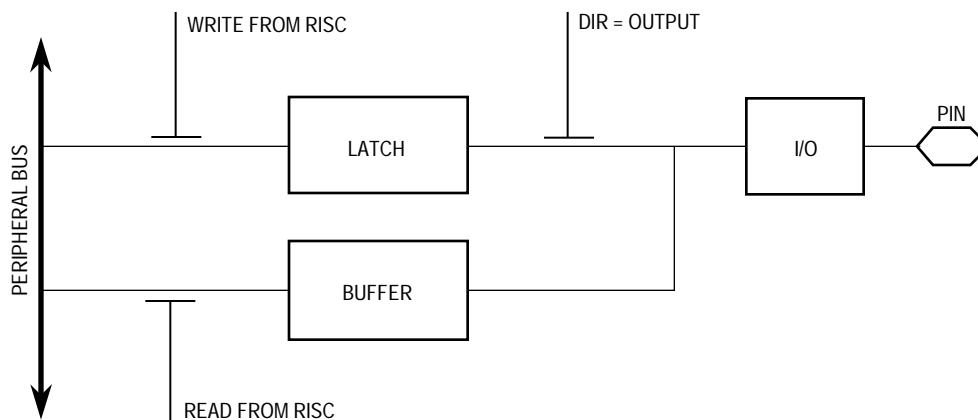 WRITE FROM RISC
DIR = OUTPUT
PERIPHERAL BUS
LATCH
I/O
PIN
BUFFER
READ FROM RISC